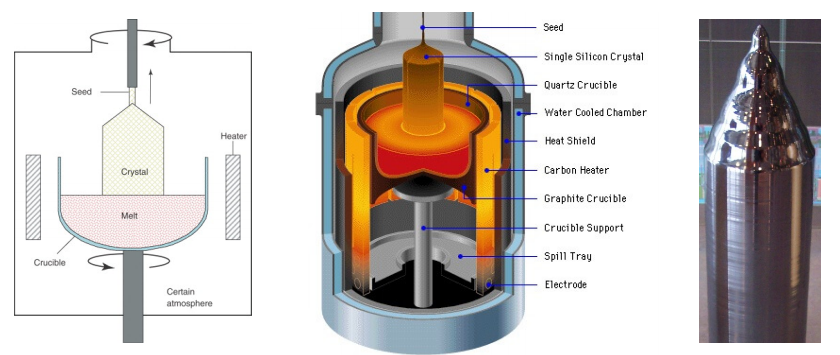 Seed
Crystal
Heater
Melt
Crucible
Certain
atmosphere
Seed
Single Silicon Crystal
Quartz Crucible
Water Cooled Chamber
Heat Shield
Carbon Heater
Graphite Crucible
Crucible Support
Spill Tray
Electrode